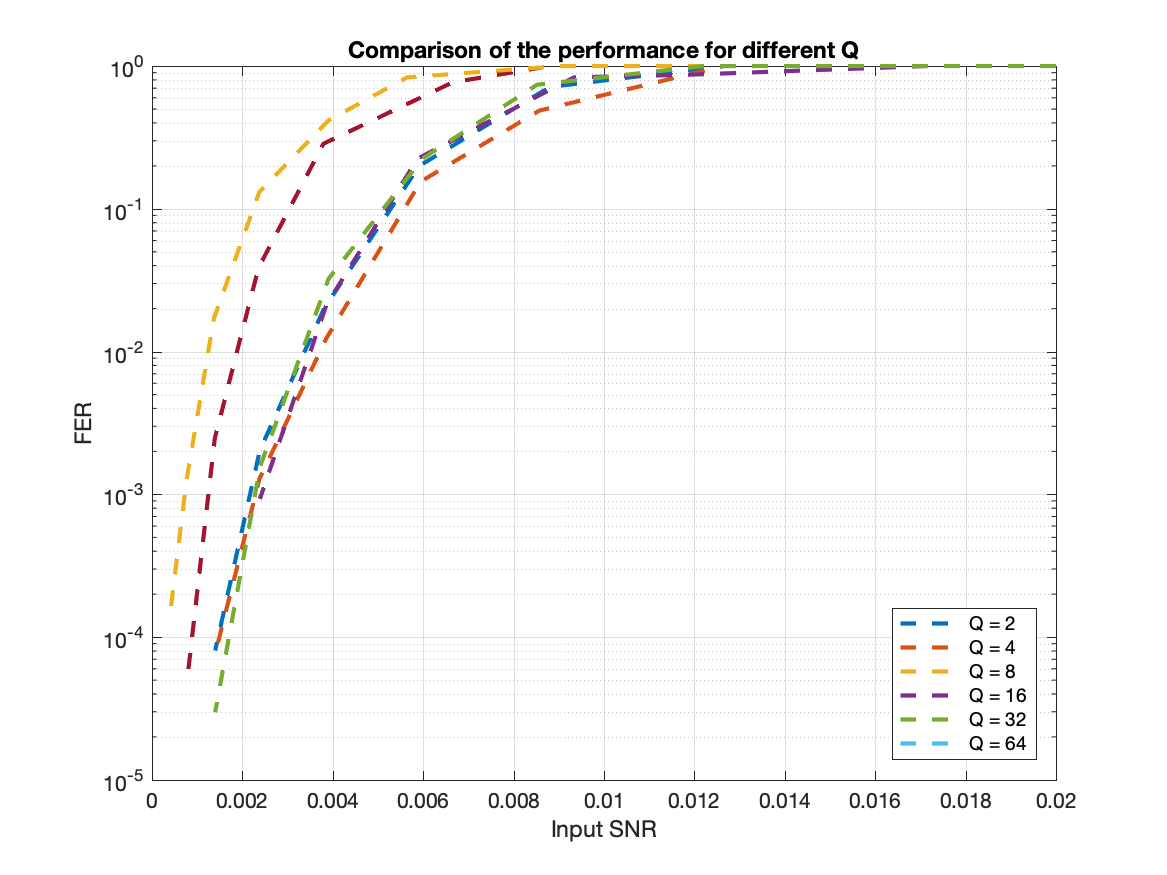 Comparison of the performance for different Q
10^0
10^-1
10^-2
10^-3
10^-4
10^-5
FER
Q = 2
Q = 4
Q = 8
Q = 16
Q = 32
Q = 64
0 0.002 0.004 0.006 0.008 0.01 0.012 0.014 0.016 0.018 0.02
Input SNR